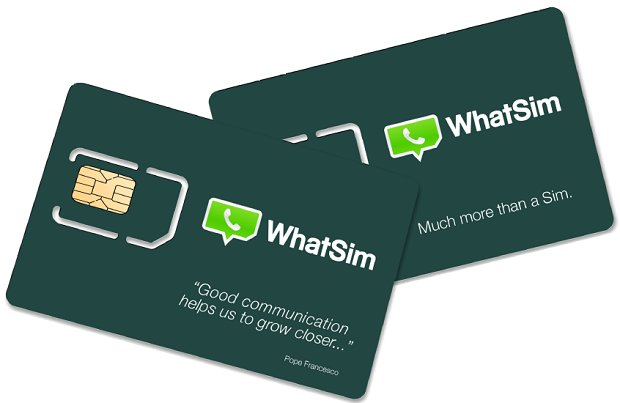 WhatSim
Much more than a Sim.
WhatSim
“Good communication
helps us to grow closer...”
Pope Francesco